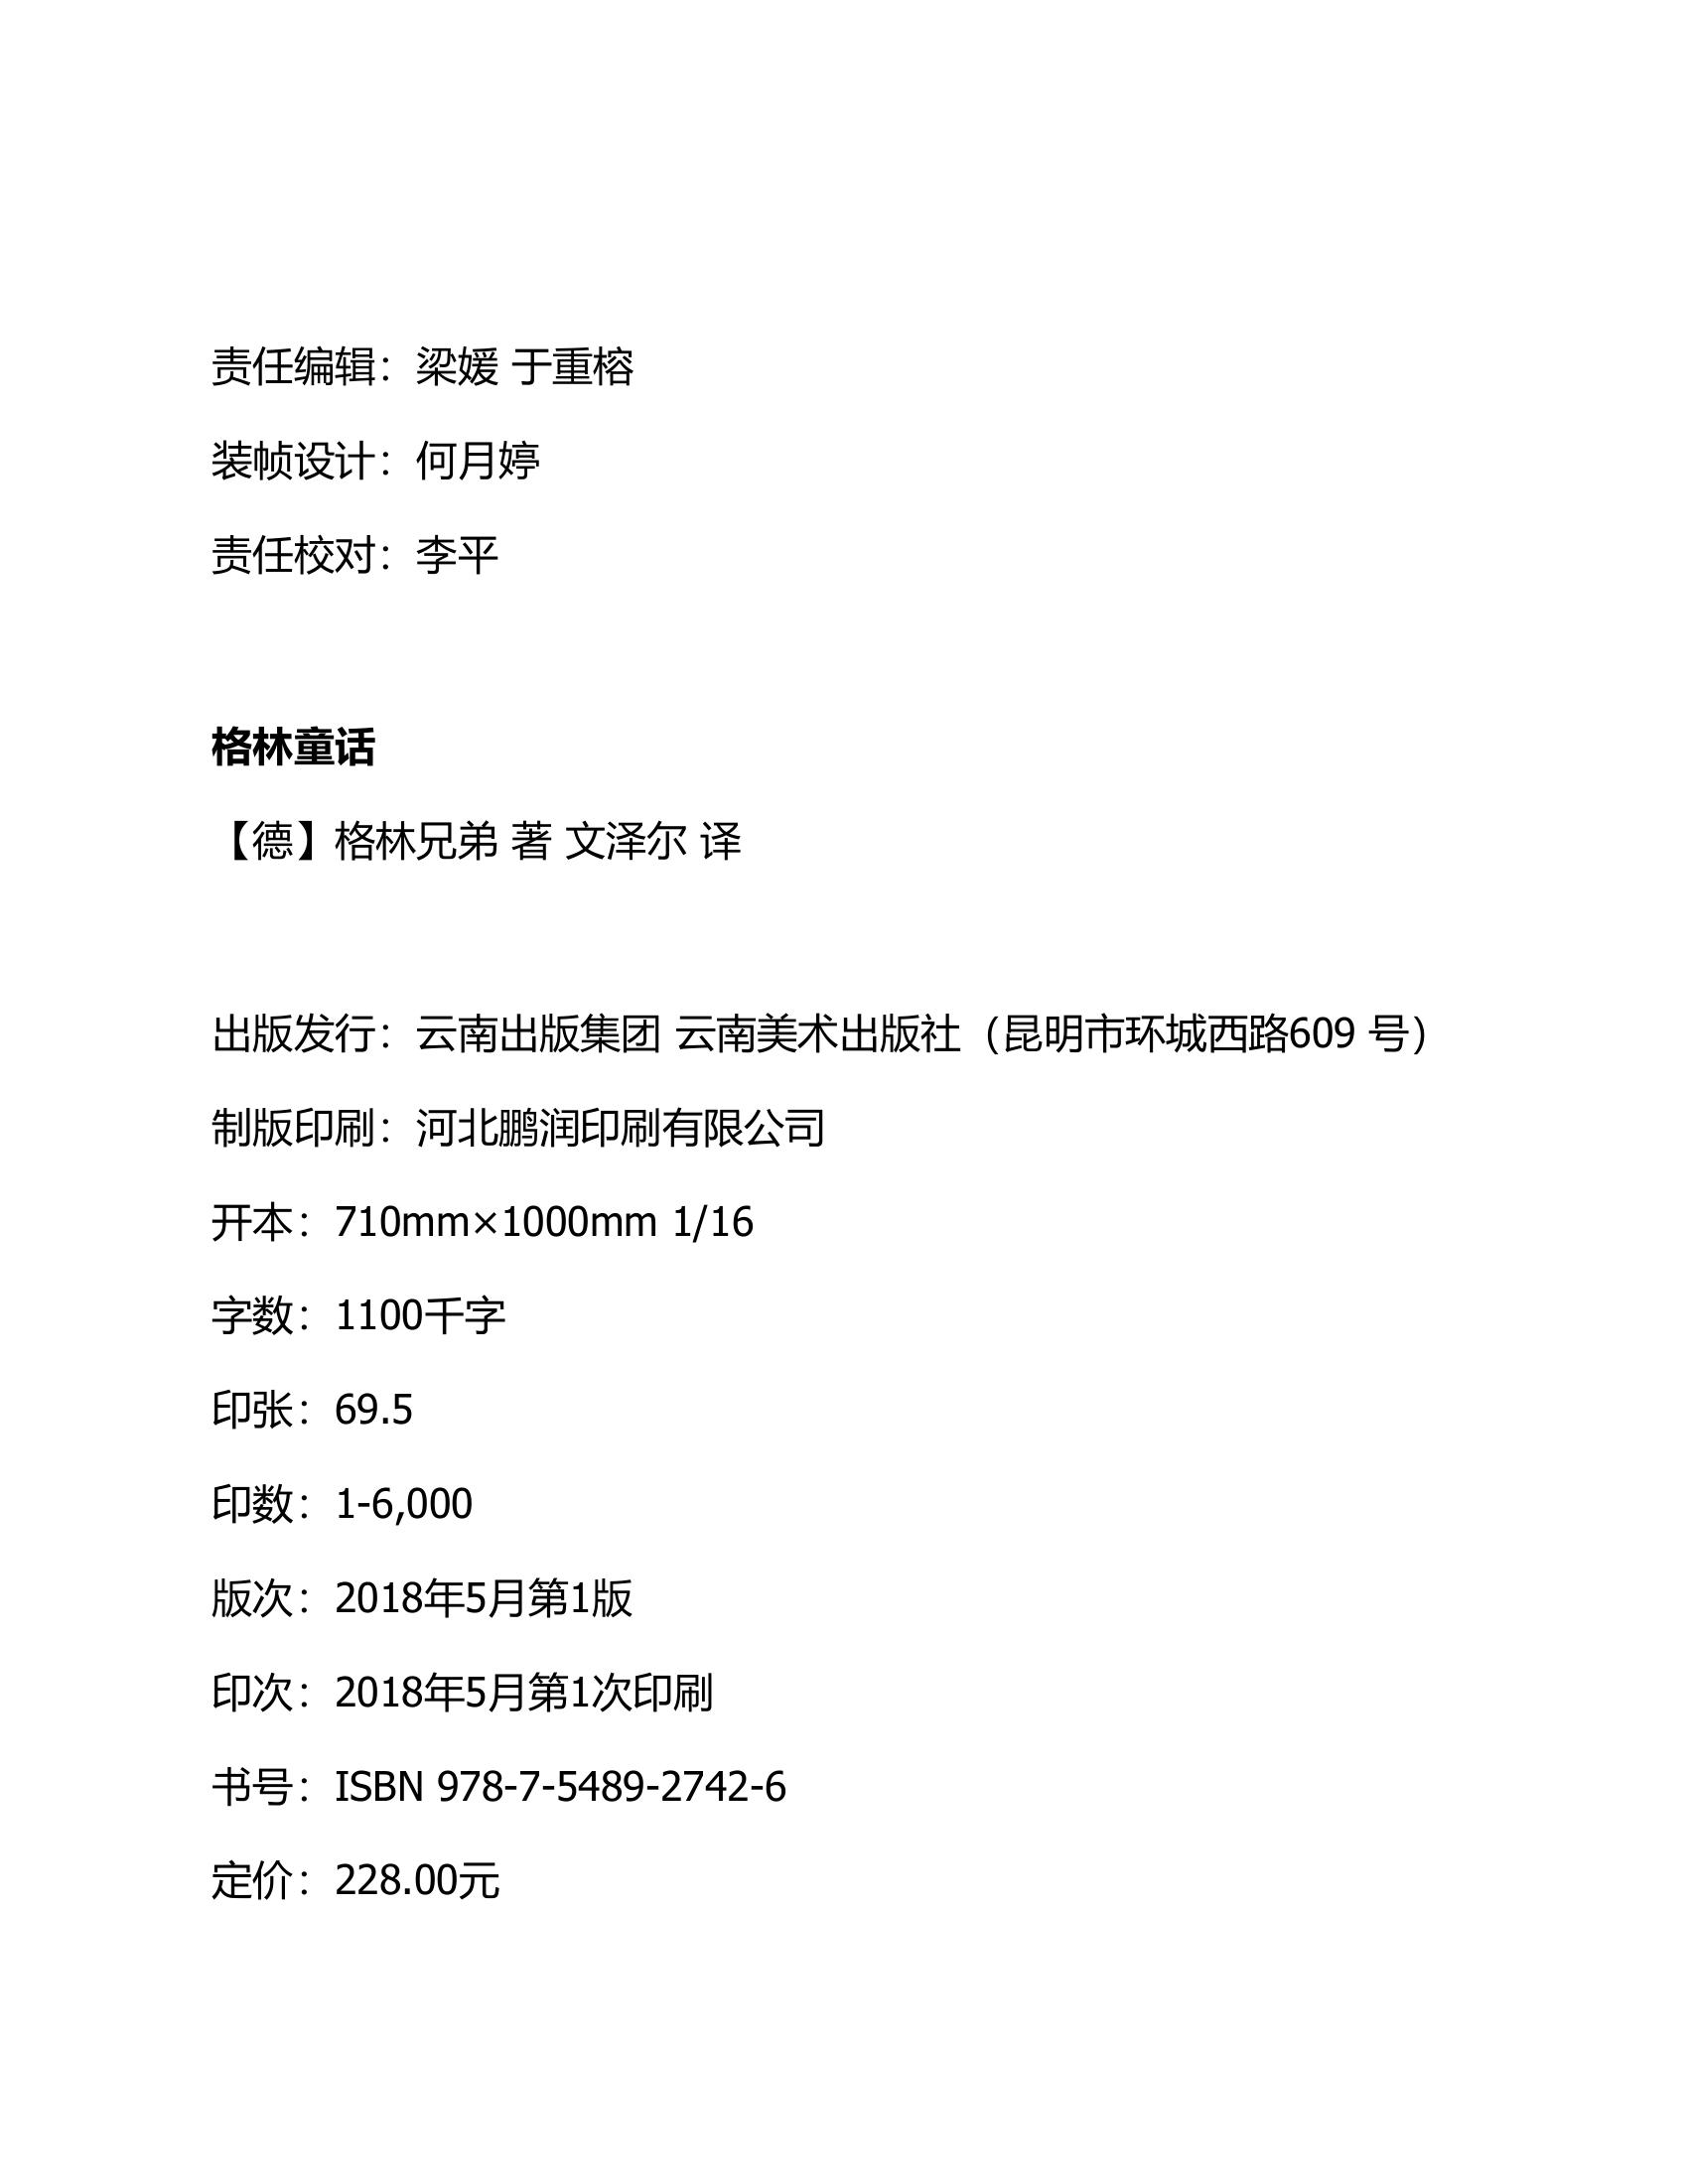 责任编辑：梁媛 于重榕
装帧设计：何月婷
责任校对：李平
格林童话
【德】格林兄弟 著 文泽尔 译
出版发行：云南出版集团 云南美术出版社（昆明市环城西路609 号）
制版印刷：河北鹏润印刷有限公司
开本：710mm×1000mm 1/16
字数：1100千字
印张：69.5
印数：1-6,000
版次：2018年5月第1版
印次：2018年5月第1次印刷
书号：ISBN 978-7-5489-2742-6
定价：228.00元